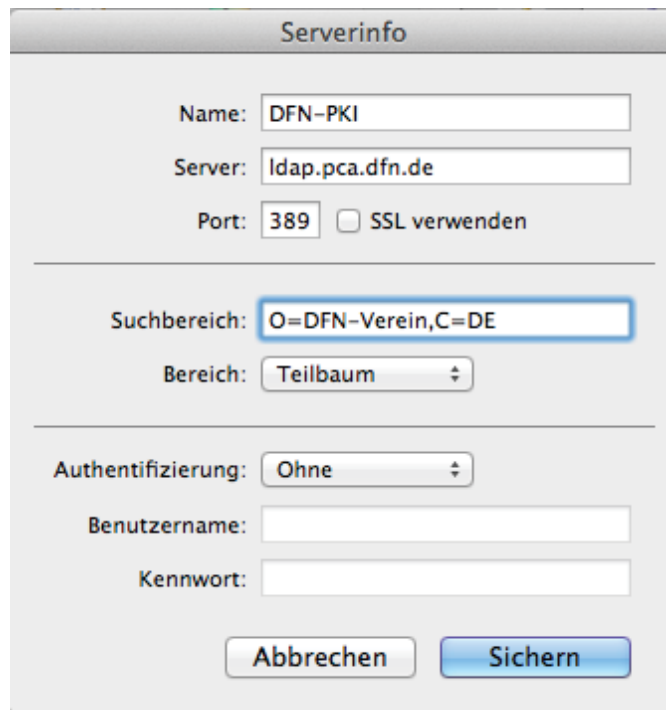 Serverinfo
Name: DFN-PKI
Server: ldap.pca.dfn.de
Port: 389 SSL verwenden
Suchbereich: O=DFN-Verein,C=DE
Bereich: Teilbaum
Authentifizierung: Ohne
Benutzername:
Kennwort:
Abbrechen Sichern